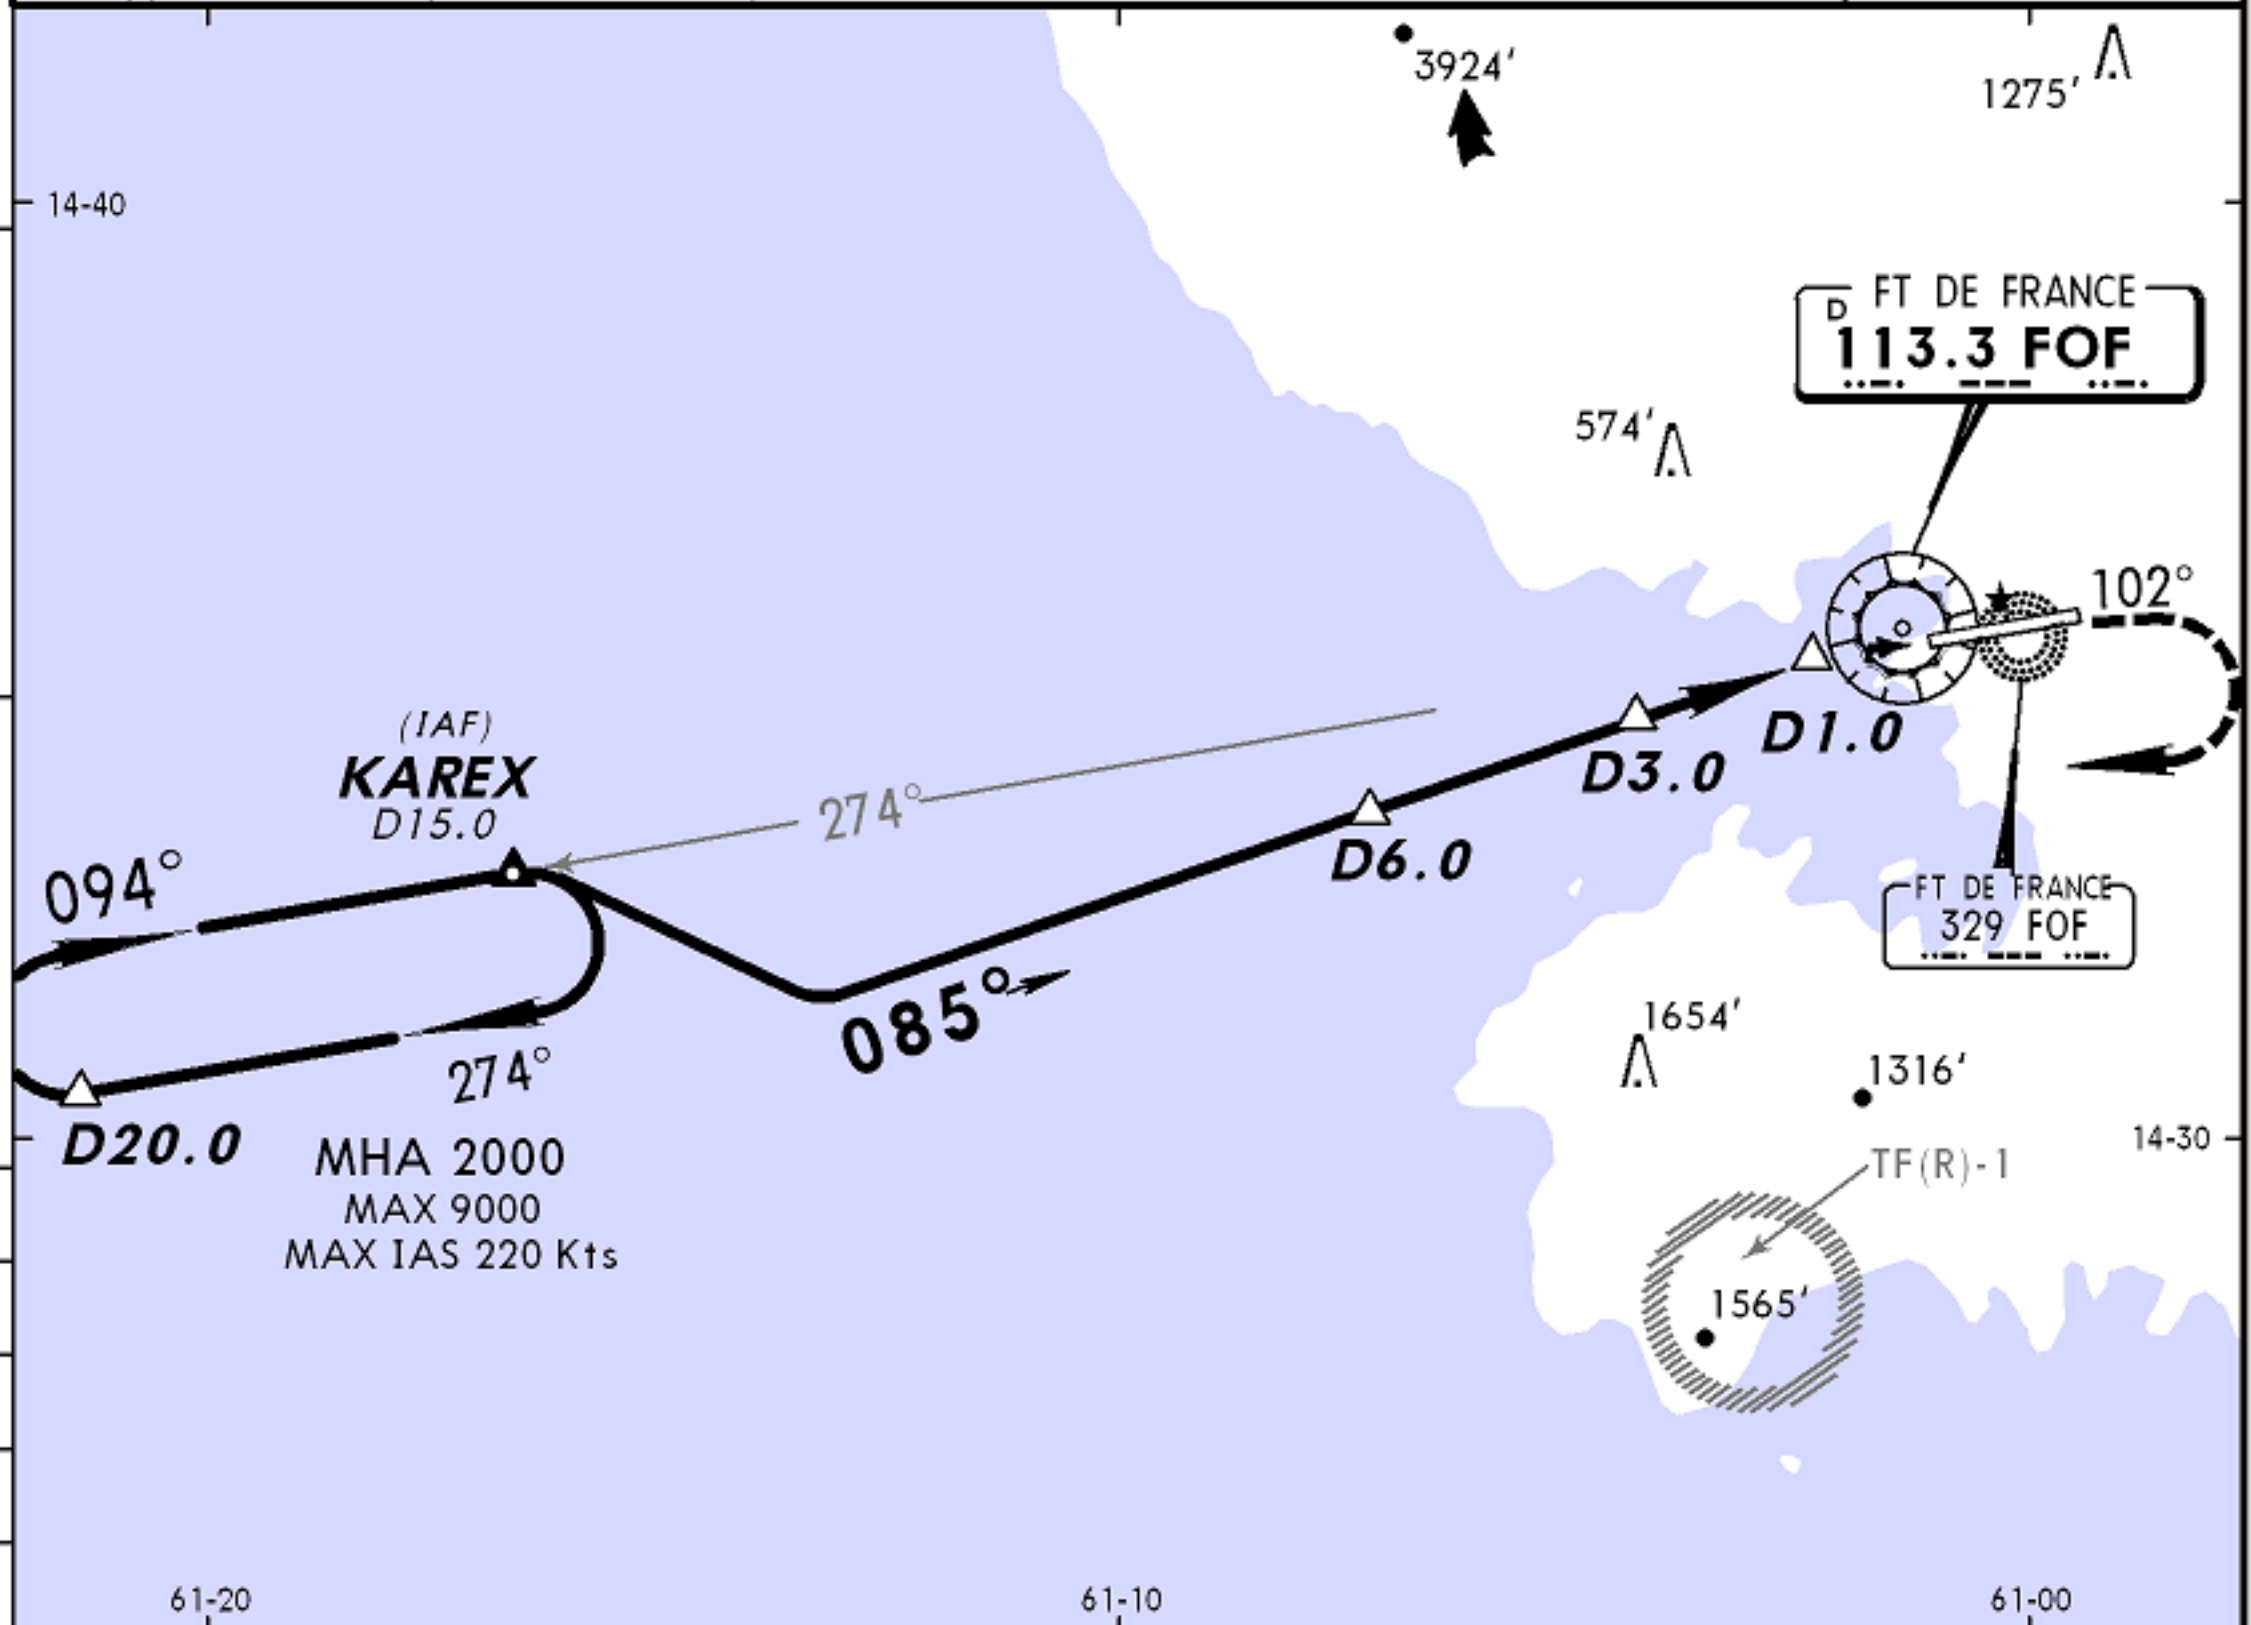 3924'
1275'
14-40
FT DE FRANCE
D
113.3 FOF
574'
102°
(IAF)
KAREX
D15.0
274°
D1.0
D3.0
D6.0
094°
FT DE FRANCE
329 FOF
085°
274°
1654'
1316'
D20.0
MHA 2000
MAX 9000
MAX IAS 220 Kts
14-30
TF(R)-1
1565'
61-20
61-10
61-00